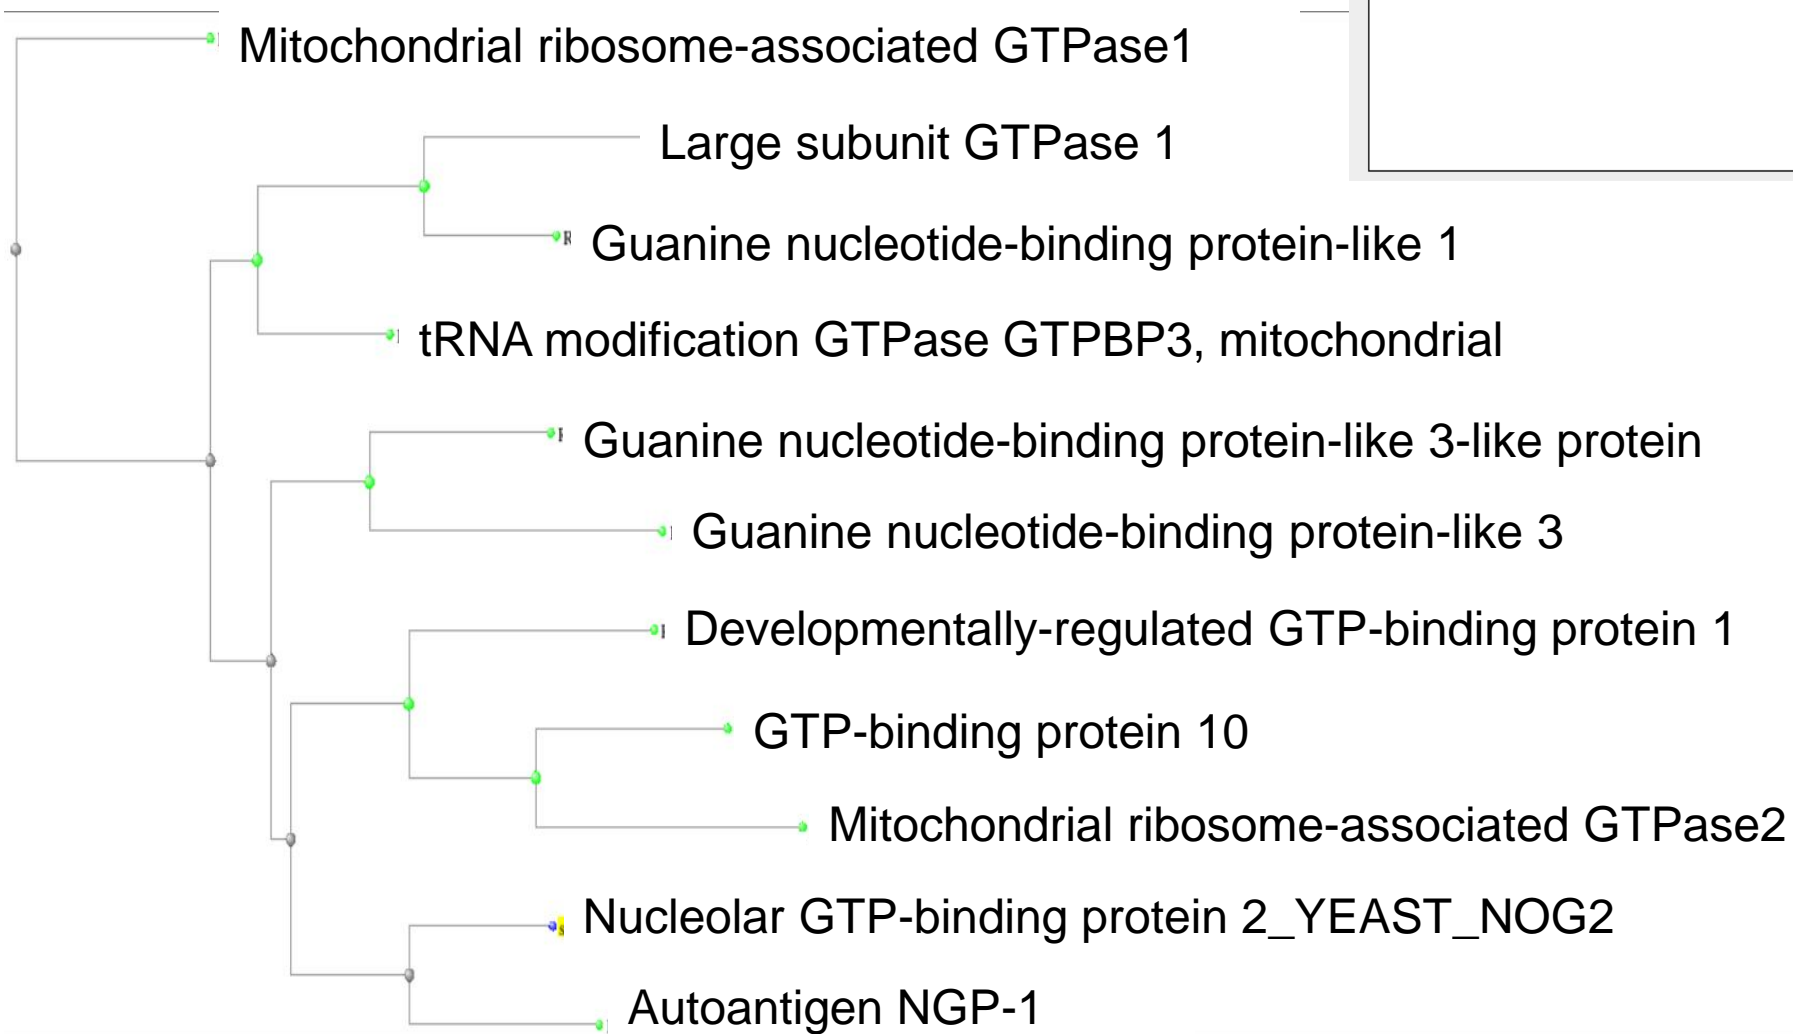 Mitochondrial ribosome-associated GTPase1
Large subunit GTPase 1
Guanine nucleotide-binding protein-like 1
tRNA modification GTPase GTPBP3, mitochondrial
Guanine nucleotide-binding protein-like 3-like protein
Guanine nucleotide-binding protein-like 3
Developmentally-regulated GTP-binding protein 1
GTP-binding protein 10
Mitochondrial ribosome-associated GTPase2
Nucleolar GTP-binding protein 2_YEAST_NOG2
Autoantigen NGP-1